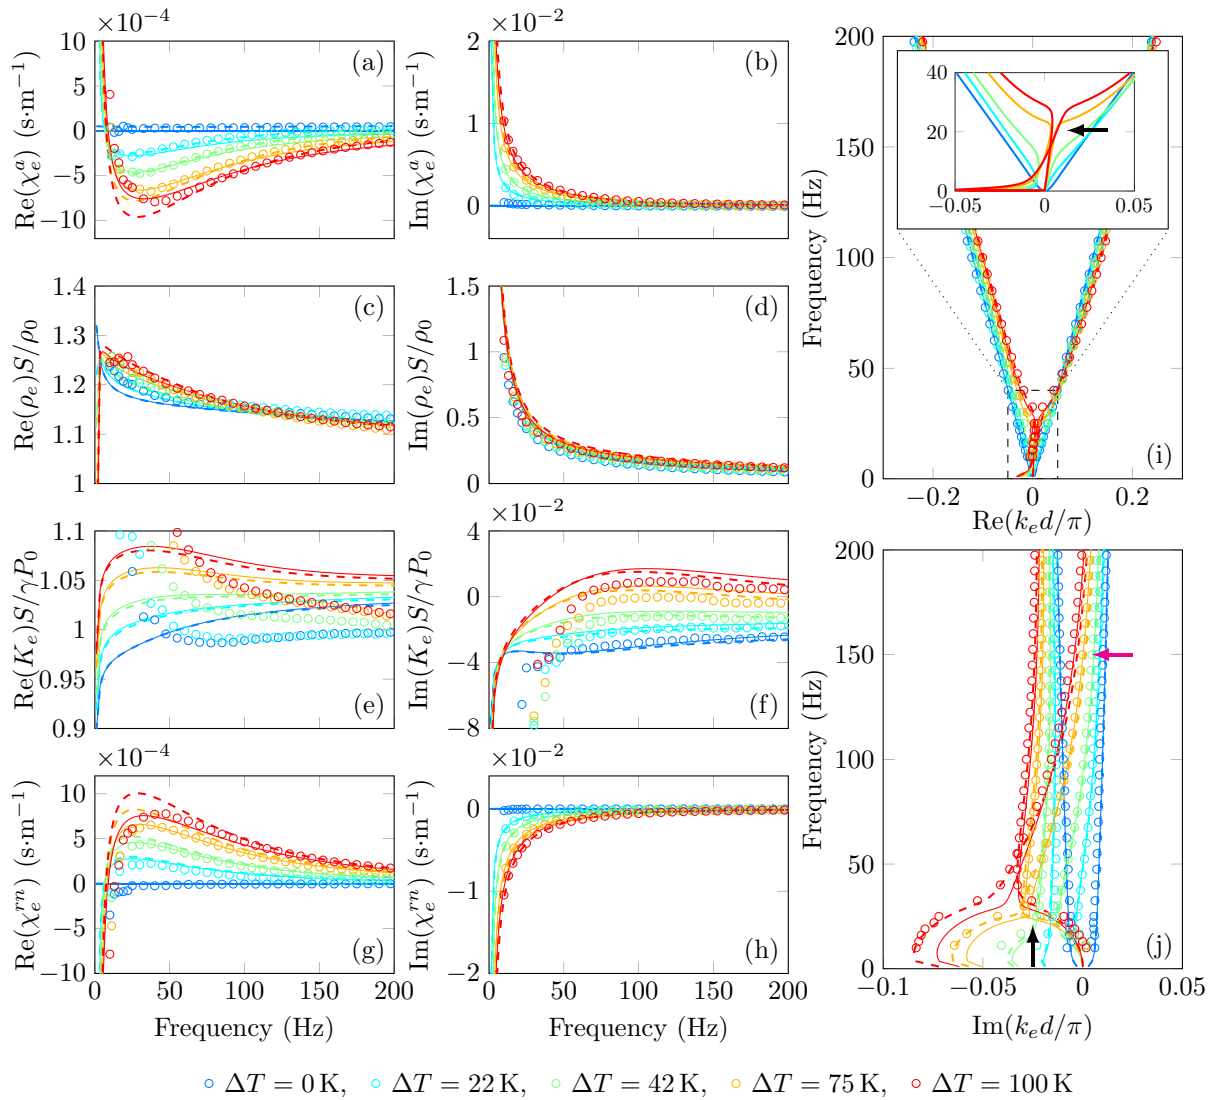 ×10⁻⁴
10
5
0
−5
−10
Re(χₑᵃ) (s·m⁻¹)
(a)
×10⁻²
2
1
0
Im(χₑᵃ) (s·m⁻¹)
(b)
1.4
1.3
1.2
1.1
1
Re(ρₑ)S/ρ₀
(c)
1.5
1
0.5
0
Im(ρₑ)S/ρ₀
(d)
1.1
1.05
1
0.95
0.9
Re(Kₑ)S/γP₀
(e)
×10⁻²
4
0
−4
−8
Im(Kₑ)S/γP₀
(f)
×10⁻⁴
10
5
0
−5
−10
Re(χₑʳⁿ) (s·m⁻¹)
(g)
0 50 100 150 200
Frequency (Hz)
×10⁻²
0
−1
−2
Im(χₑʳⁿ) (s·m⁻¹)
(h)
0 50 100 150 200
Frequency (Hz)
200
150
100
50
0
Frequency (Hz)
40
20
0
−0.05 0 0.05
(i)
−0.2 0 0.2
Re(kₑd/π)
200
150
100
50
0
Frequency (Hz)
(j)
−0.1 −0.05 0 0.05
Im(kₑd/π)
ΔT = 0 K, ΔT = 22 K, ΔT = 42 K, ΔT = 75 K, ΔT = 100 K